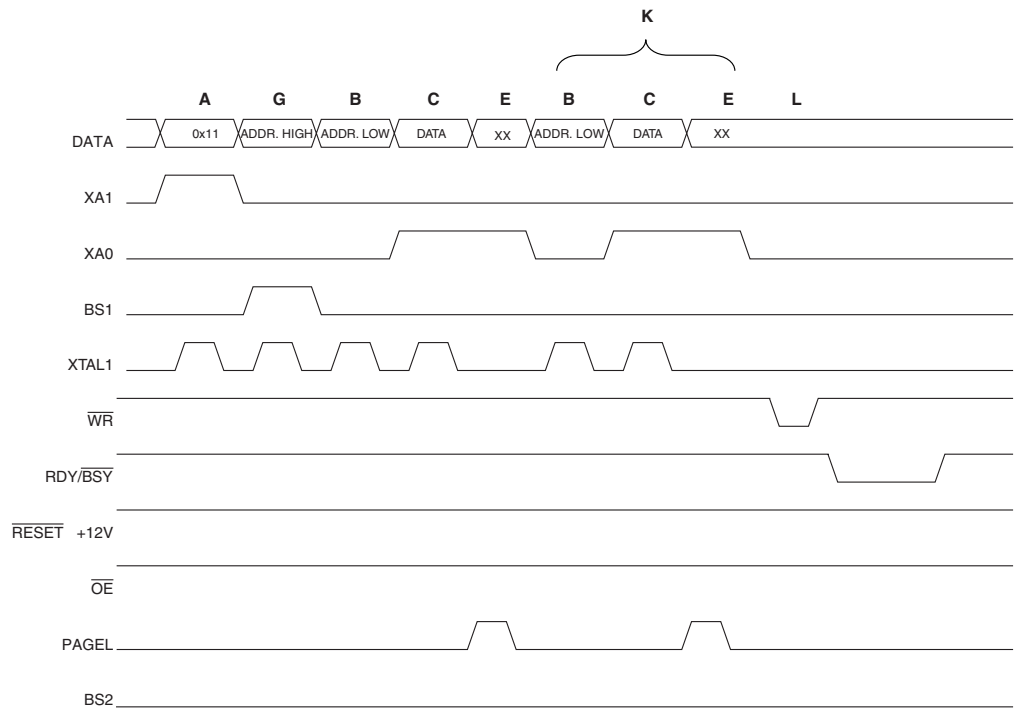 K
A G B C E B C E L
DATA 0x11 ADDR. HIGH ADDR. LOW DATA XX ADDR. LOW DATA XX
XA1
XA0
BS1
XTAL1
WR
RDY/BSY
RESET +12V
OE
PAGEL
BS2